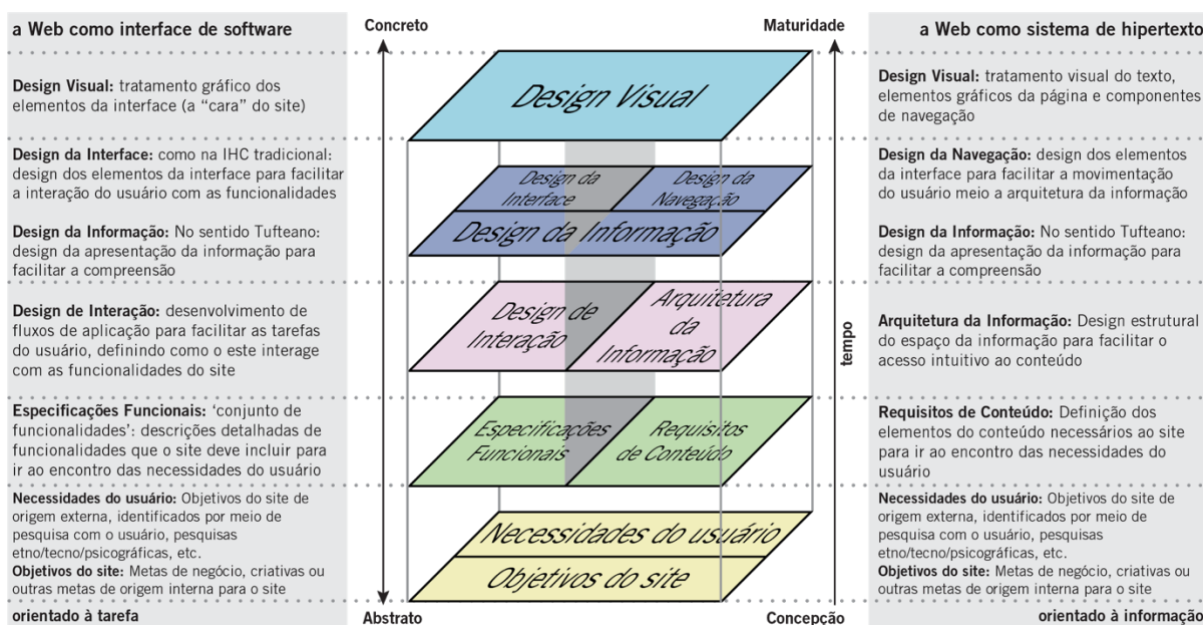 a Web como interface de software
Design Visual: tratamento gráfico dos
elementos da interface (a “cara” do site)
Design da Interface: como na IHC tradicional:
design dos elementos da interface para facilitar
a interação do usuário com as funcionalidades
Design da Informação: No sentido Tufteano:
design da apresentação da informação para
facilitar a compreensão
Design de Interação: desenvolvimento de
fluxos de aplicação para facilitar as tarefas
do usuário, definindo como o este interage
com as funcionalidades do site
Especificações Funcionais: ‘conjunto de
funcionalidades’: descrições detalhadas de
funcionalidades que o site deve incluir para
ir ao encontro das necessidades do usuário
Necessidades do usuário: Objetivos do site de
origem externa, identificados por meio de
pesquisa com o usuário, pesquisas
etno/tecno/psicográficas, etc.
Objetivos do site: Metas de negócio, criativas ou
outras metas de origem interna para o site
orientado à tarefa
Concreto
Maturidade
Design Visual
Design da
Interface
Design da
Navegação
Design da Informação
Design de
Interação
Arquitetura
da
Informação
tempo
Especificações
Funcionais
Requisitos
de Conteúdo
Necessidades do usuário
Objetivos do site
Abstrato
Concepção
a Web como sistema de hipertexto
Design Visual: tratamento visual do texto,
elementos gráficos da página e componentes
de navegação
Design da Navegação: design dos elementos
da interface para facilitar a movimentação
do usuário meio a arquitetura da informação
Design da Informação: No sentido Tufteano:
design da apresentação da informação para
facilitar a compreensão
Arquitetura da Informação: Design estrutural
do espaço da informação para facilitar o
acesso intuitivo ao conteúdo
Requisitos de Conteúdo: Definição dos
elementos do conteúdo necessários ao site
para ir ao encontro das necessidades do
usuário
Necessidades do usuário: Objetivos do site de
origem externa, identificados por meio de
pesquisa com o usuário, pesquisas
etno/tecno/psicográficas, etc.
Objetivos do site: Metas de negócio, criativas ou
outras metas de origem interna para o site
orientado à informação